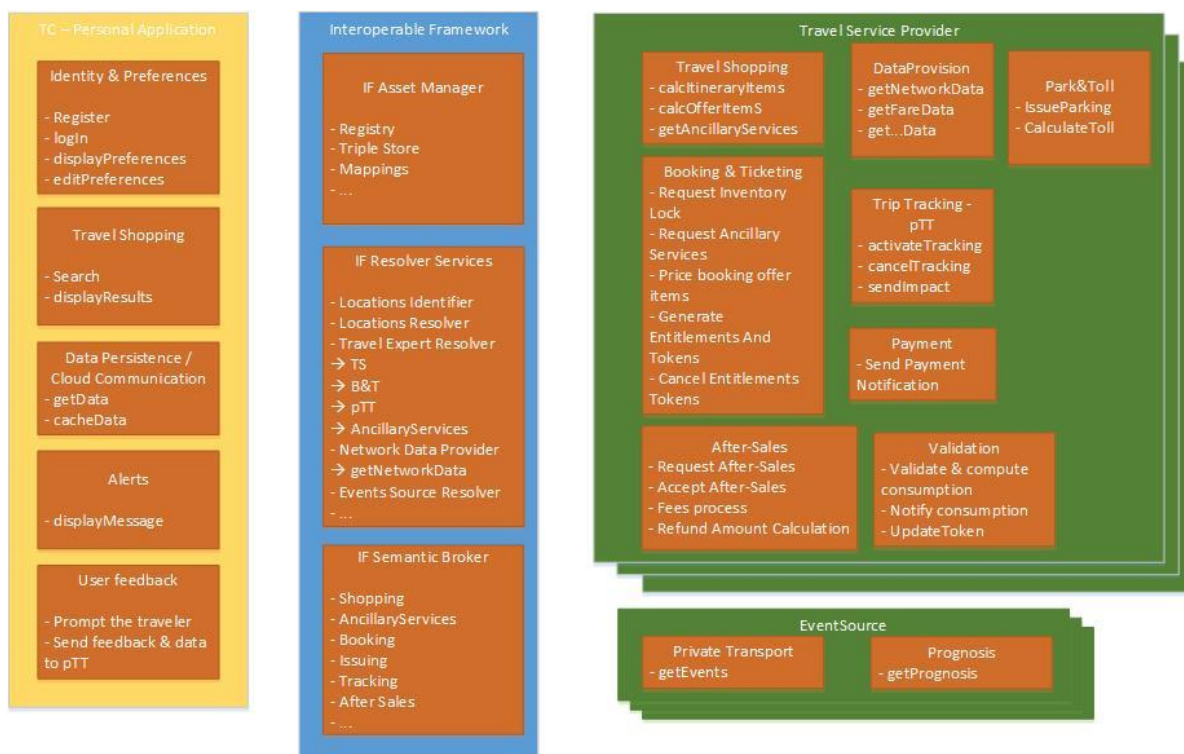 TC – Personal Application
Identity & Preferences
- Register
- logIn
- displayPreferences
- editPreferences
Travel Shopping
- Search
- displayResults
Data Persistence /
Cloud Communication
- getData
- cacheData
Alerts
- displayMessage
User feedback
- Prompt the traveler
- Send feedback & data
to pTT
Interoperable Framework
IF Asset Manager
- Registry
- Triple Store
- Mappings
- ...
IF Resolver Services
- Locations Identifier
- Locations Resolver
- Travel Expert Resolver
→ TS
→ B&T
→ pTT
→ AncillaryServices
- Network Data Provider
→ getNetworkData
- Events Source Resolver
- ...
IF Semantic Broker
- Shopping
- AncillaryServices
- Booking
- Issuing
- Tracking
- After Sales
- ...
Travel Service Provider
Travel Shopping
- calcItineraryItems
- calcOfferItemS
- getAncillaryServices
DataProvision
- getNetworkData
- getFareData
- get...Data
Park&Toll
- IssueParking
- CalculateToll
Booking & Ticketing
- Request Inventory
Lock
- Request Ancillary
Services
- Price booking offer
items
- Generate
Entitlements And
Tokens
- Cancel Entitlements
Tokens
Trip Tracking -
pTT
- activateTracking
- cancelTracking
- sendImpact
Payment
- Send Payment
Notification
After-Sales
- Request After-Sales
- Accept After-Sales
- Fees process
- Refund Amount Calculation
Validation
- Validate & compute
consumption
- Notify consumption
- UpdateToken
EventSource
Private Transport
- getEvents
Prognosis
- getPrognosis